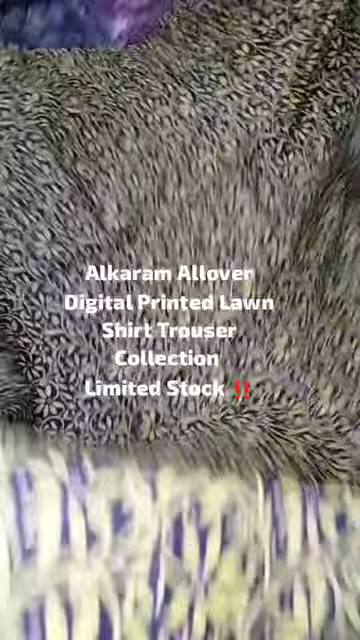 Alkaram Allover
Digital Printed Lawn
Shirt Trouser
Collection
Limited Stock ‼️